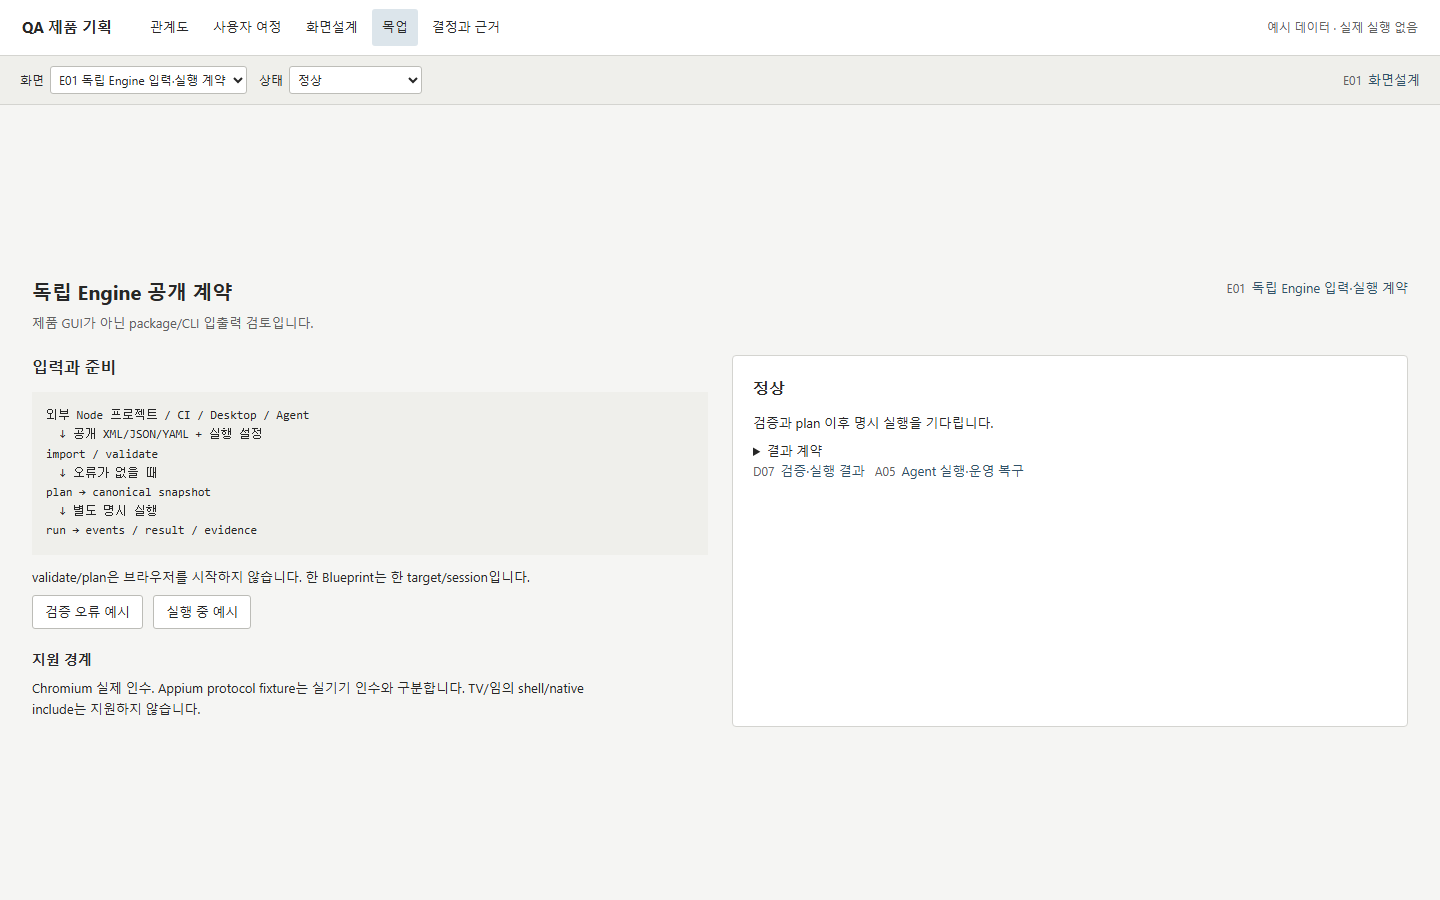 QA 제품 기획 관계도 사용자 여정 화면설계 목업 결정과 근거 예시 데이터 · 실제 실행 없음
화면 E01 독립 Engine 입력·실행 계약 상태 정상 E01 화면설계
독립 Engine 공개 계약
E01 독립 Engine 입력·실행 계약
제품 GUI가 아닌 package/CLI 입출력 검토입니다.
입력과 준비
외부 Node 프로젝트 / CI / Desktop / Agent
↓ 공개 XML/JSON/YAML + 실행 설정
import / validate
↓ 오류가 없을 때
plan → canonical snapshot
↓ 별도 명시 실행
run → events / result / evidence
validate/plan은 브라우저를 시작하지 않습니다. 한 Blueprint는 한 target/session입니다.
검증 오류 예시 실행 중 예시
지원 경계
Chromium 실제 인수. Appium protocol fixture는 실기기 인수와 구분합니다. TV/임의 shell/native
include는 지원하지 않습니다.
정상
검증과 plan 이후 명시 실행을 기다립니다.
▶ 결과 계약
D07 검증·실행 결과 A05 Agent 실행·운영 복구